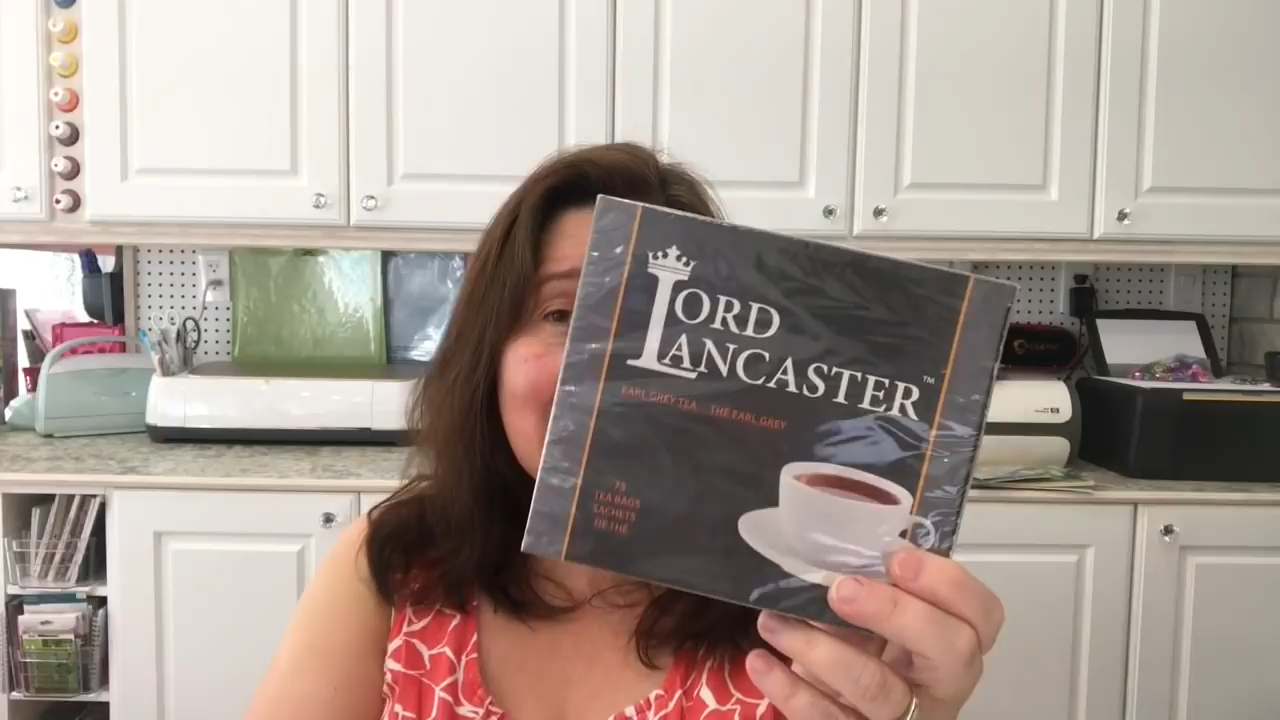 LORD
LANCASTER™
EARL GREY TEA THÉ EARL GREY
75
TEA BAGS
SACHETS
DE THÉ